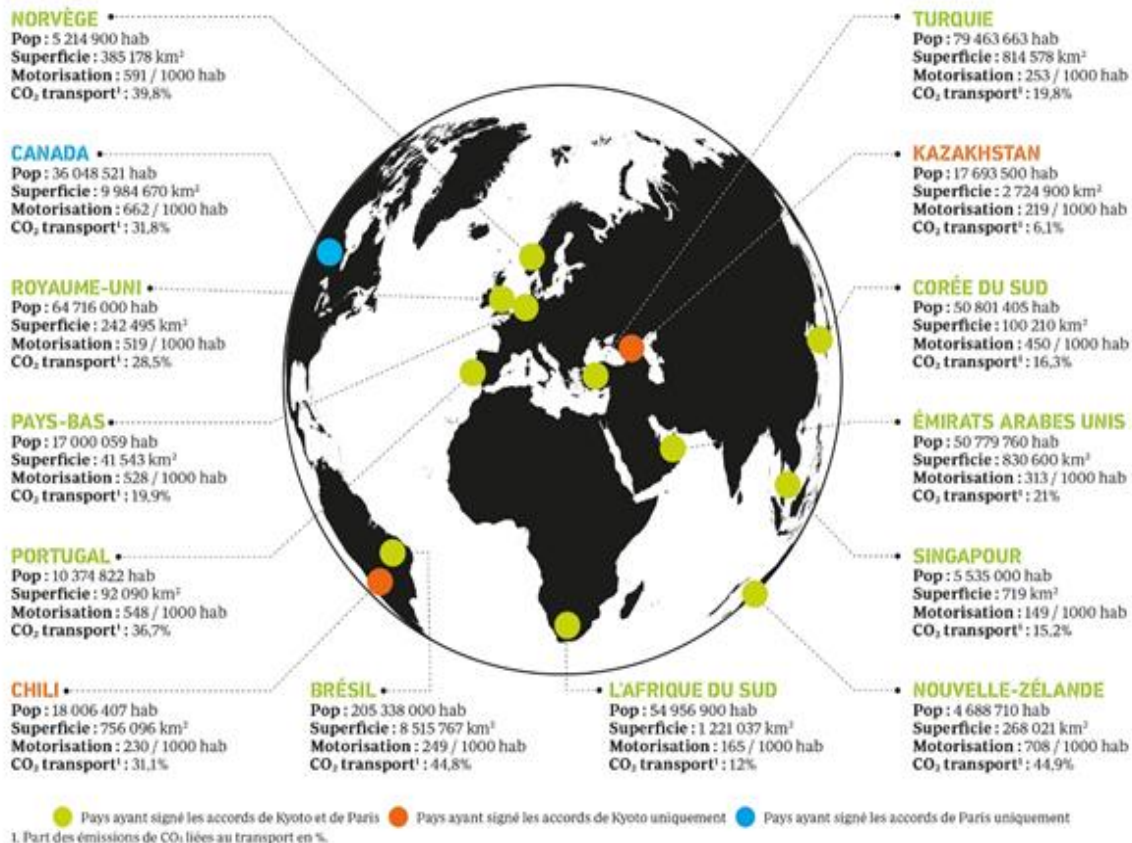 NORVÈGE
Pop : 5 214 900 hab
Superficie : 385 178 km²
Motorisation : 591 / 1000 hab
CO₂ transport¹ : 39,8%
CANADA
Pop : 36 048 521 hab
Superficie : 9 984 670 km²
Motorisation : 662 / 1000 hab
CO₂ transport¹ : 31,8%
ROYAUME-UNI
Pop : 64 716 000 hab
Superficie : 242 495 km²
Motorisation : 519 / 1000 hab
CO₂ transport¹ : 28,5%
PAYS-BAS
Pop : 17 000 059 hab
Superficie : 41 543 km²
Motorisation : 528 / 1000 hab
CO₂ transport¹ : 19,9%
PORTUGAL
Pop : 10 374 822 hab
Superficie : 92 090 km²
Motorisation : 548 / 1000 hab
CO₂ transport¹ : 36,7%
CHILI
Pop : 18 006 407 hab
Superficie : 756 096 km²
Motorisation : 230 / 1000 hab
CO₂ transport¹ : 31,1%
BRÉSIL
Pop : 205 338 000 hab
Superficie : 8 515 767 km²
Motorisation : 249 / 1000 hab
CO₂ transport¹ : 44,8%
L'AFRIQUE DU SUD
Pop : 54 956 900 hab
Superficie : 1 221 037 km²
Motorisation : 165 / 1000 hab
CO₂ transport¹ : 12%
TURQUIE
Pop : 79 463 663 hab
Superficie : 814 578 km²
Motorisation : 253 / 1000 hab
CO₂ transport¹ : 19,8%
KAZAKHSTAN
Pop : 17 693 500 hab
Superficie : 2 724 900 km²
Motorisation : 219 / 1000 hab
CO₂ transport¹ : 6,1%
CORÉE DU SUD
Pop : 50 801 405 hab
Superficie : 100 210 km²
Motorisation : 450 / 1000 hab
CO₂ transport¹ : 16,3%
ÉMIRATS ARABES UNIS
Pop : 50 779 760 hab
Superficie : 830 600 km²
Motorisation : 313 / 1000 hab
CO₂ transport¹ : 21%
SINGAPOUR
Pop : 5 535 000 hab
Superficie : 719 km²
Motorisation : 149 / 1000 hab
CO₂ transport¹ : 15,2%
NOUVELLE-ZÉLANDE
Pop : 4 688 710 hab
Superficie : 268 021 km²
Motorisation : 708 / 1000 hab
CO₂ transport¹ : 44,9%
Pays ayant signé les accords de Kyoto et de Paris
Pays ayant signé les accords de Kyoto uniquement
Pays ayant signé les accords de Paris uniquement
1. Part des émissions de CO₂ liées au transport en %.